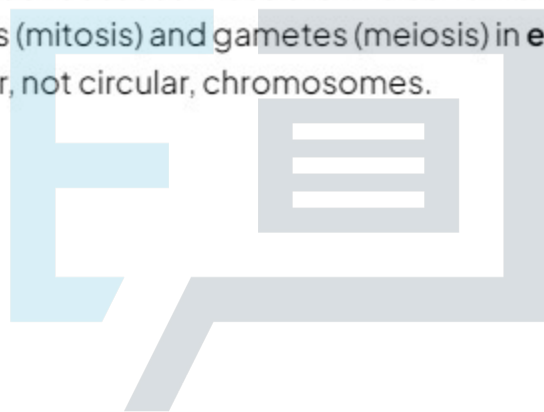 (mitosis) and gametes (meiosis) in
not circular, chromosomes.